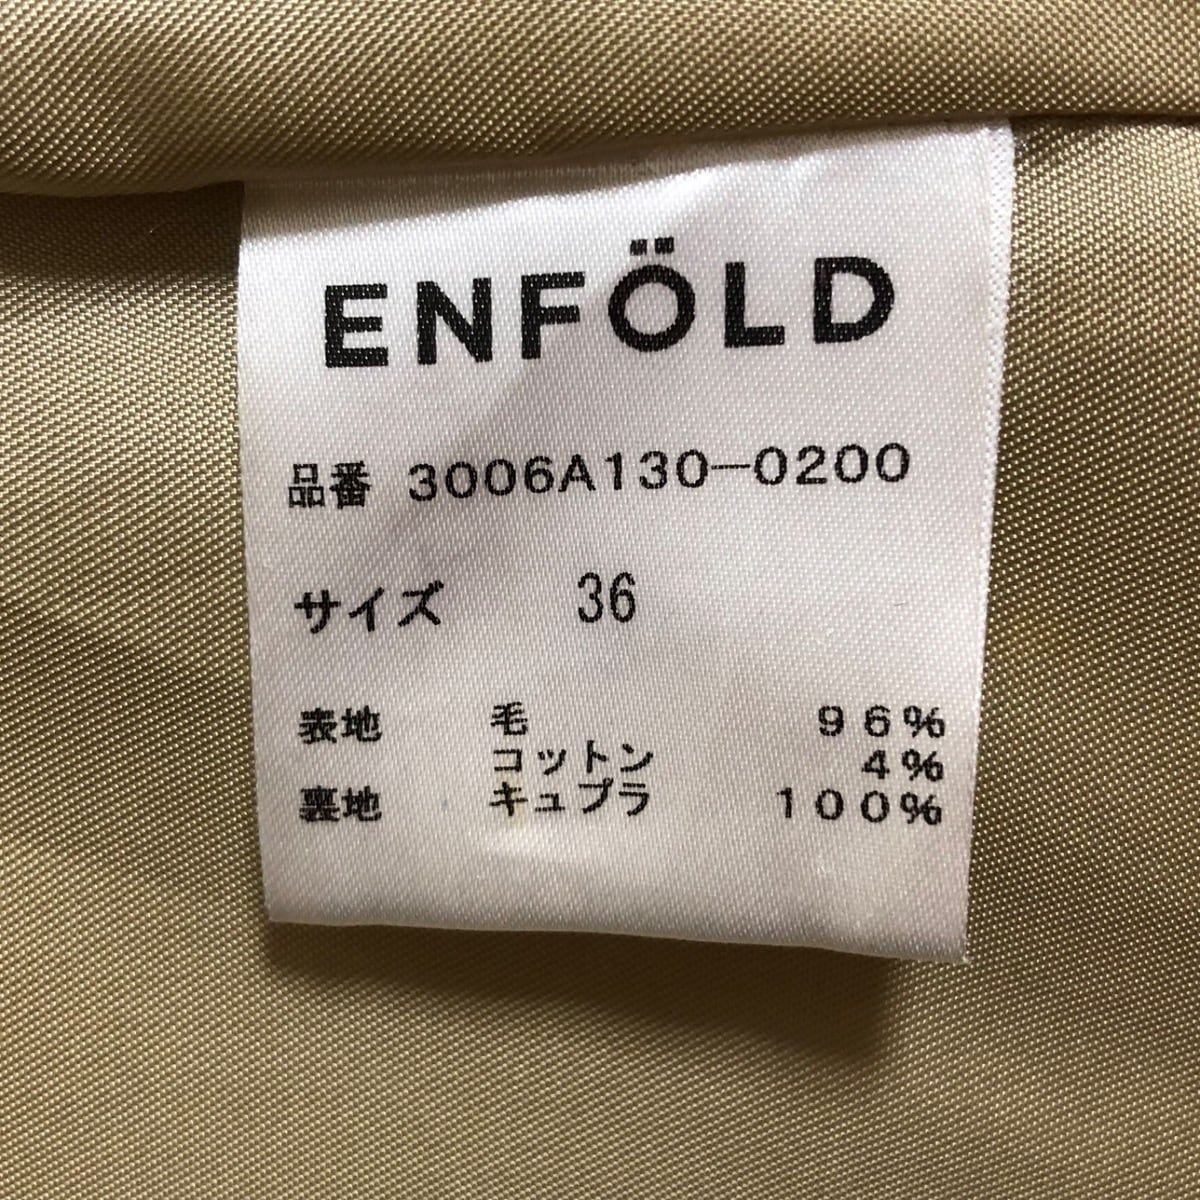 ENFÖLD
品番 3006A130-0200
サイズ 36
表地 毛 96%
コットン 4%
裏地 キュプラ 100%